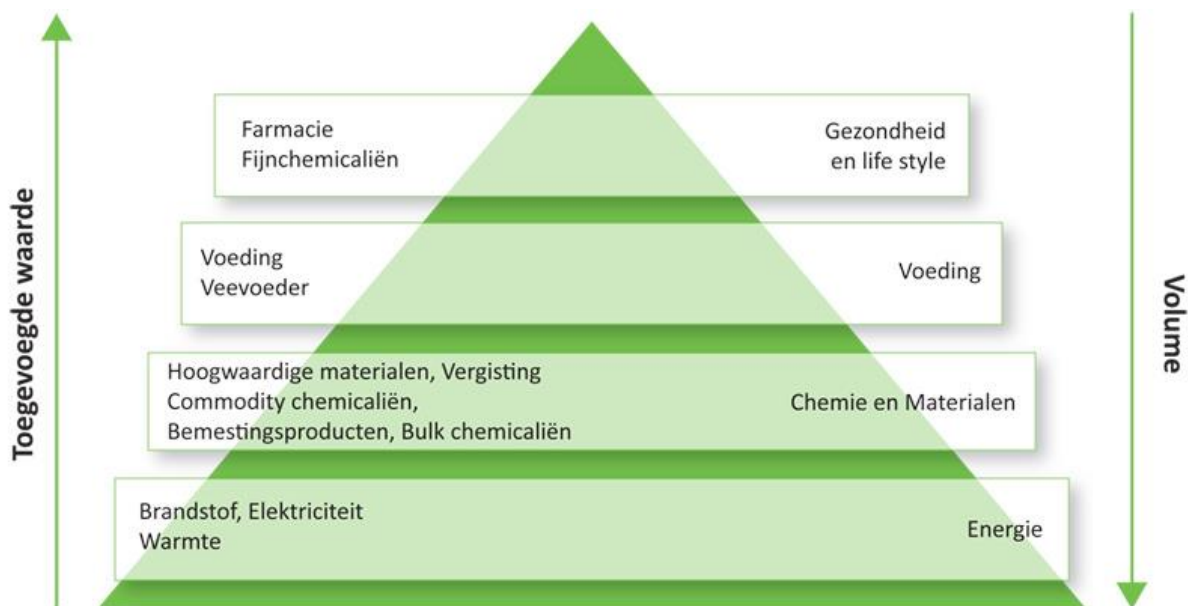 Toegevoegde waarde
Farmacie
Fijnchemicaliën
Gezondheid
en life style
Voeding
Veevoeder
Voeding
Hoogwaardige materialen, Vergisting
Commodity chemicaliën,
Bemestingsproducten, Bulk chemicaliën
Chemie en Materialen
Brandstof, Elektriciteit
Warmte
Energie
Volume